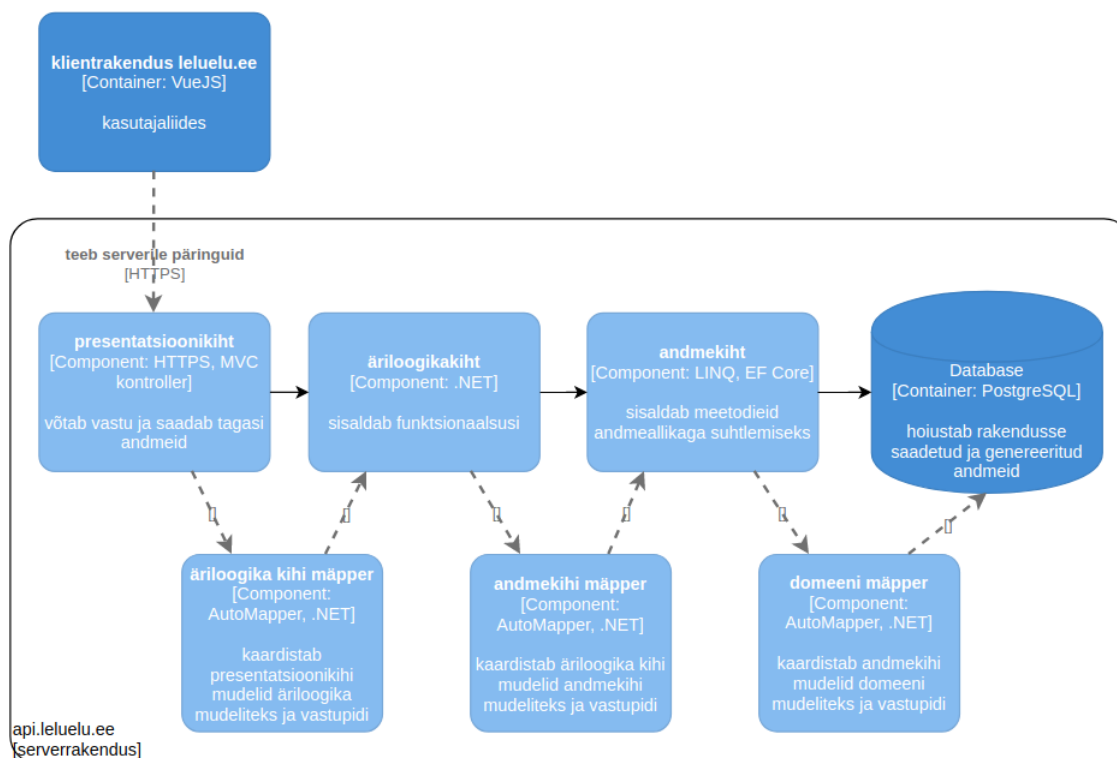 klientrakendus leluelu.ee
[Container: VueJS]
kasutajaliides
teeb serverile päringuid
[HTTPS]
presentatsioonikiht
[Component: HTTPS, MVC
kontroller]
võtab vastu ja saadab tagasi
andmeid
äriloogikakiht
[Component: .NET]
sisaldab funktsionaalsusi
andmekiht
[Component: LINQ, EF Core]
sisaldab meetodieid
andmeallikaga suhtlemiseks
Database
[Container: PostgreSQL]
hoiustab rakendusse
saadetud ja genereeritud
andmeid
[]
[]
[]
[]
[]
[]
äriloogika kihi mäpper
[Component:
AutoMapper, .NET]
kaardistab
presentatsioonikihi
mudelid äriloogika
mudeliteks ja vastupidi
andmekihi mäpper
[Component:
AutoMapper, .NET]
kaardistab äriloogika kihi
mudelid andmekihi
mudeliteks ja vastupidi
domeeni mäpper
[Component:
AutoMapper, .NET]
kaardistab andmekihi
mudelid domeeni
mudeliteks ja vastupidi
api.leluelu.ee
[serverrakendus]